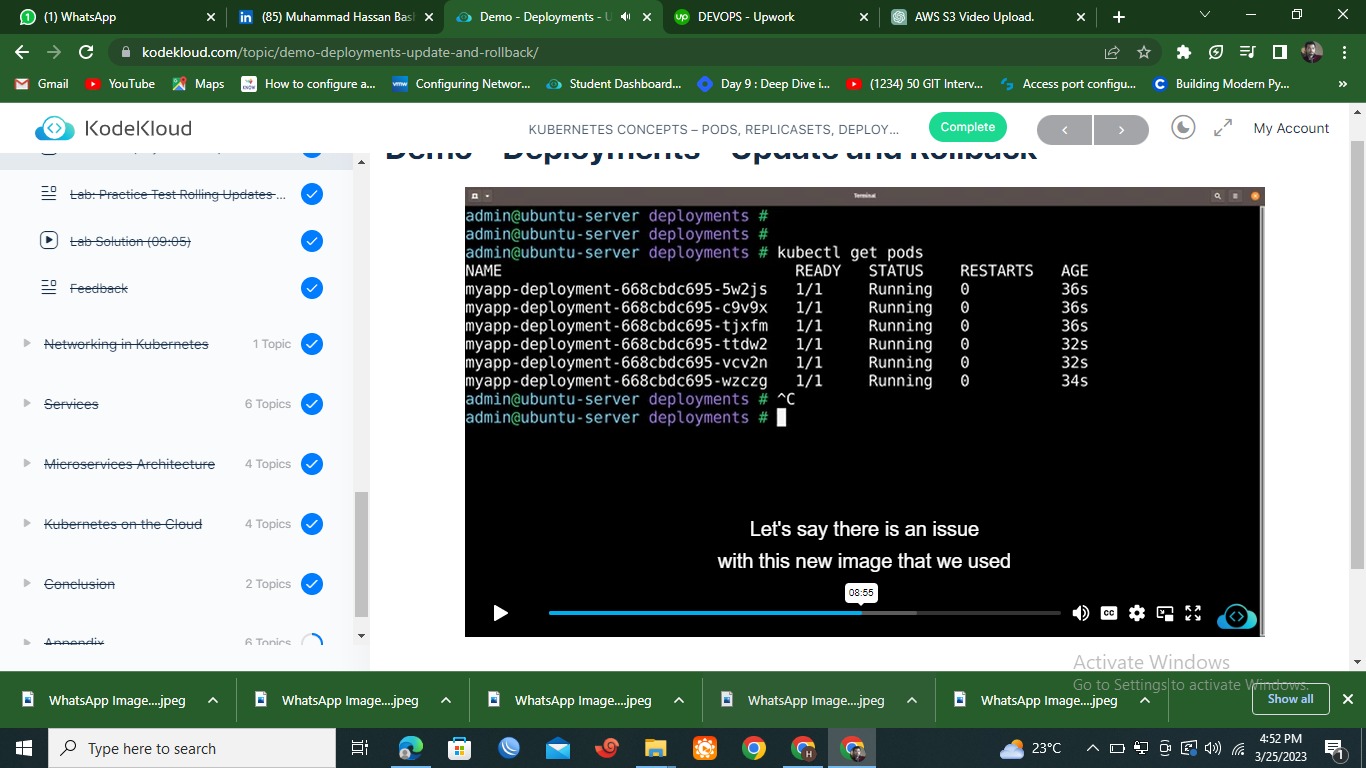 (1) WhatsApp
(85) Muhammad Hassan Bas
Demo - Deployments - U
DEVOPS - Upwork
AWS S3 Video Upload.
kodekloud.com/topic/demo-deployments-update-and-rollback/
Gmail
YouTube
Maps
How to configure a...
Configuring Networ...
Student Dashboard...
Day 9 : Deep Dive i...
(1234) 50 GIT Interv...
Access port configu...
Building Modern Py...
KodeKloud
KUBERNETES CONCEPTS – PODS, REPLICASETS, DEPLOY...
Complete
My Account
Demo – Deployments – Update and Rollback
Lab: Practice Test Rolling Updates ...
Lab Solution (09:05)
Feedback
Networking in Kubernetes 1 Topic
Services 6 Topics
Microservices Architecture 4 Topics
Kubernetes on the Cloud 4 Topics
Conclusion 2 Topics
Appendix 6 Topics
Terminal
admin@ubuntu-server deployments #
admin@ubuntu-server deployments #
admin@ubuntu-server deployments # kubectl get pods
NAME READY STATUS RESTARTS AGE
myapp-deployment-668cbdc695-5w2js 1/1 Running 0 36s
myapp-deployment-668cbdc695-c9v9x 1/1 Running 0 36s
myapp-deployment-668cbdc695-tjxfm 1/1 Running 0 36s
myapp-deployment-668cbdc695-ttdw2 1/1 Running 0 32s
myapp-deployment-668cbdc695-vcv2n 1/1 Running 0 32s
myapp-deployment-668cbdc695-wzczg 1/1 Running 0 34s
admin@ubuntu-server deployments # ^C
admin@ubuntu-server deployments #
Let's say there is an issue
with this new image that we used
08:55
CC
Activate Windows
Go to Settings to activate Windows.
WhatsApp Image....jpeg
WhatsApp Image....jpeg
WhatsApp Image....jpeg
WhatsApp Image....jpeg
WhatsApp Image....jpeg
Show all
Type here to search
23°C
4:52 PM
3/25/2023
1